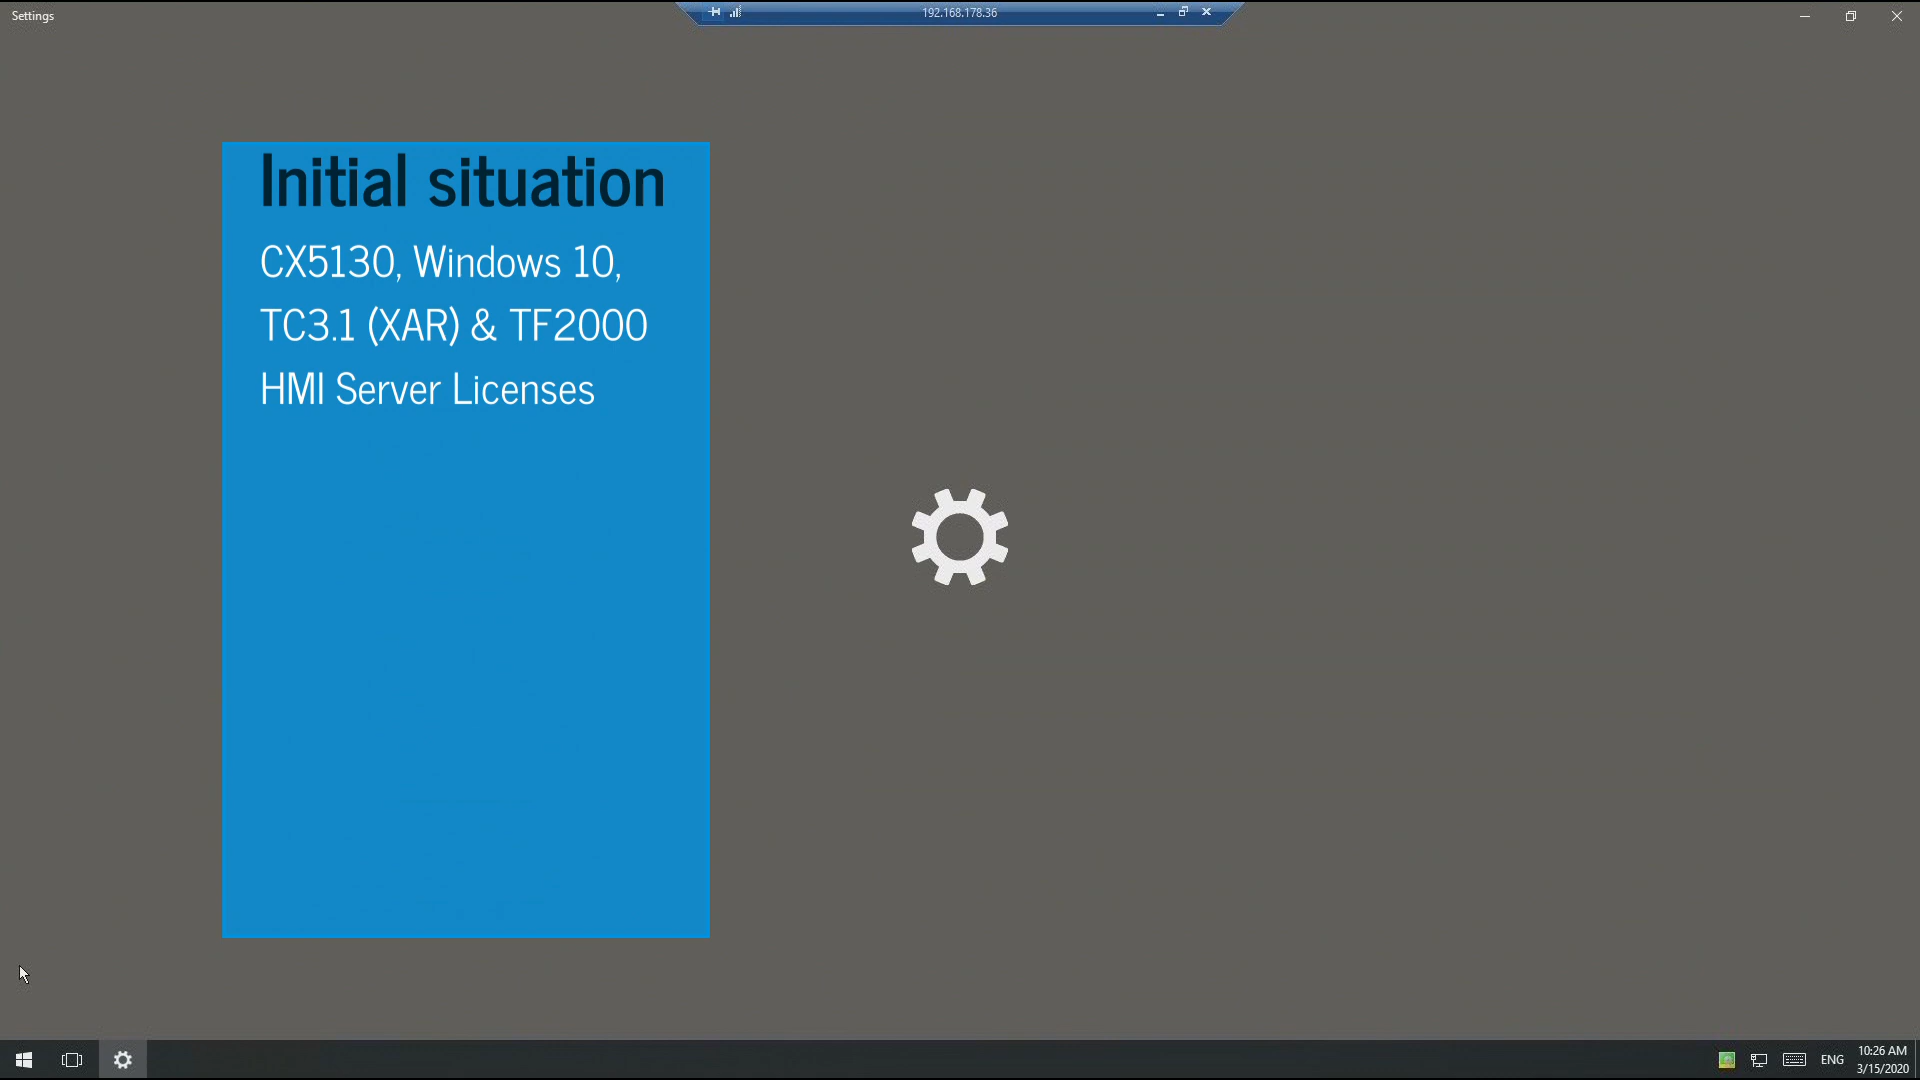 Settings
192.168.178.36
Initial situation
CX5130, Windows 10,
TC3.1 (XAR) & TF2000
HMI Server Licenses
ENG
10:26 AM
3/15/2020